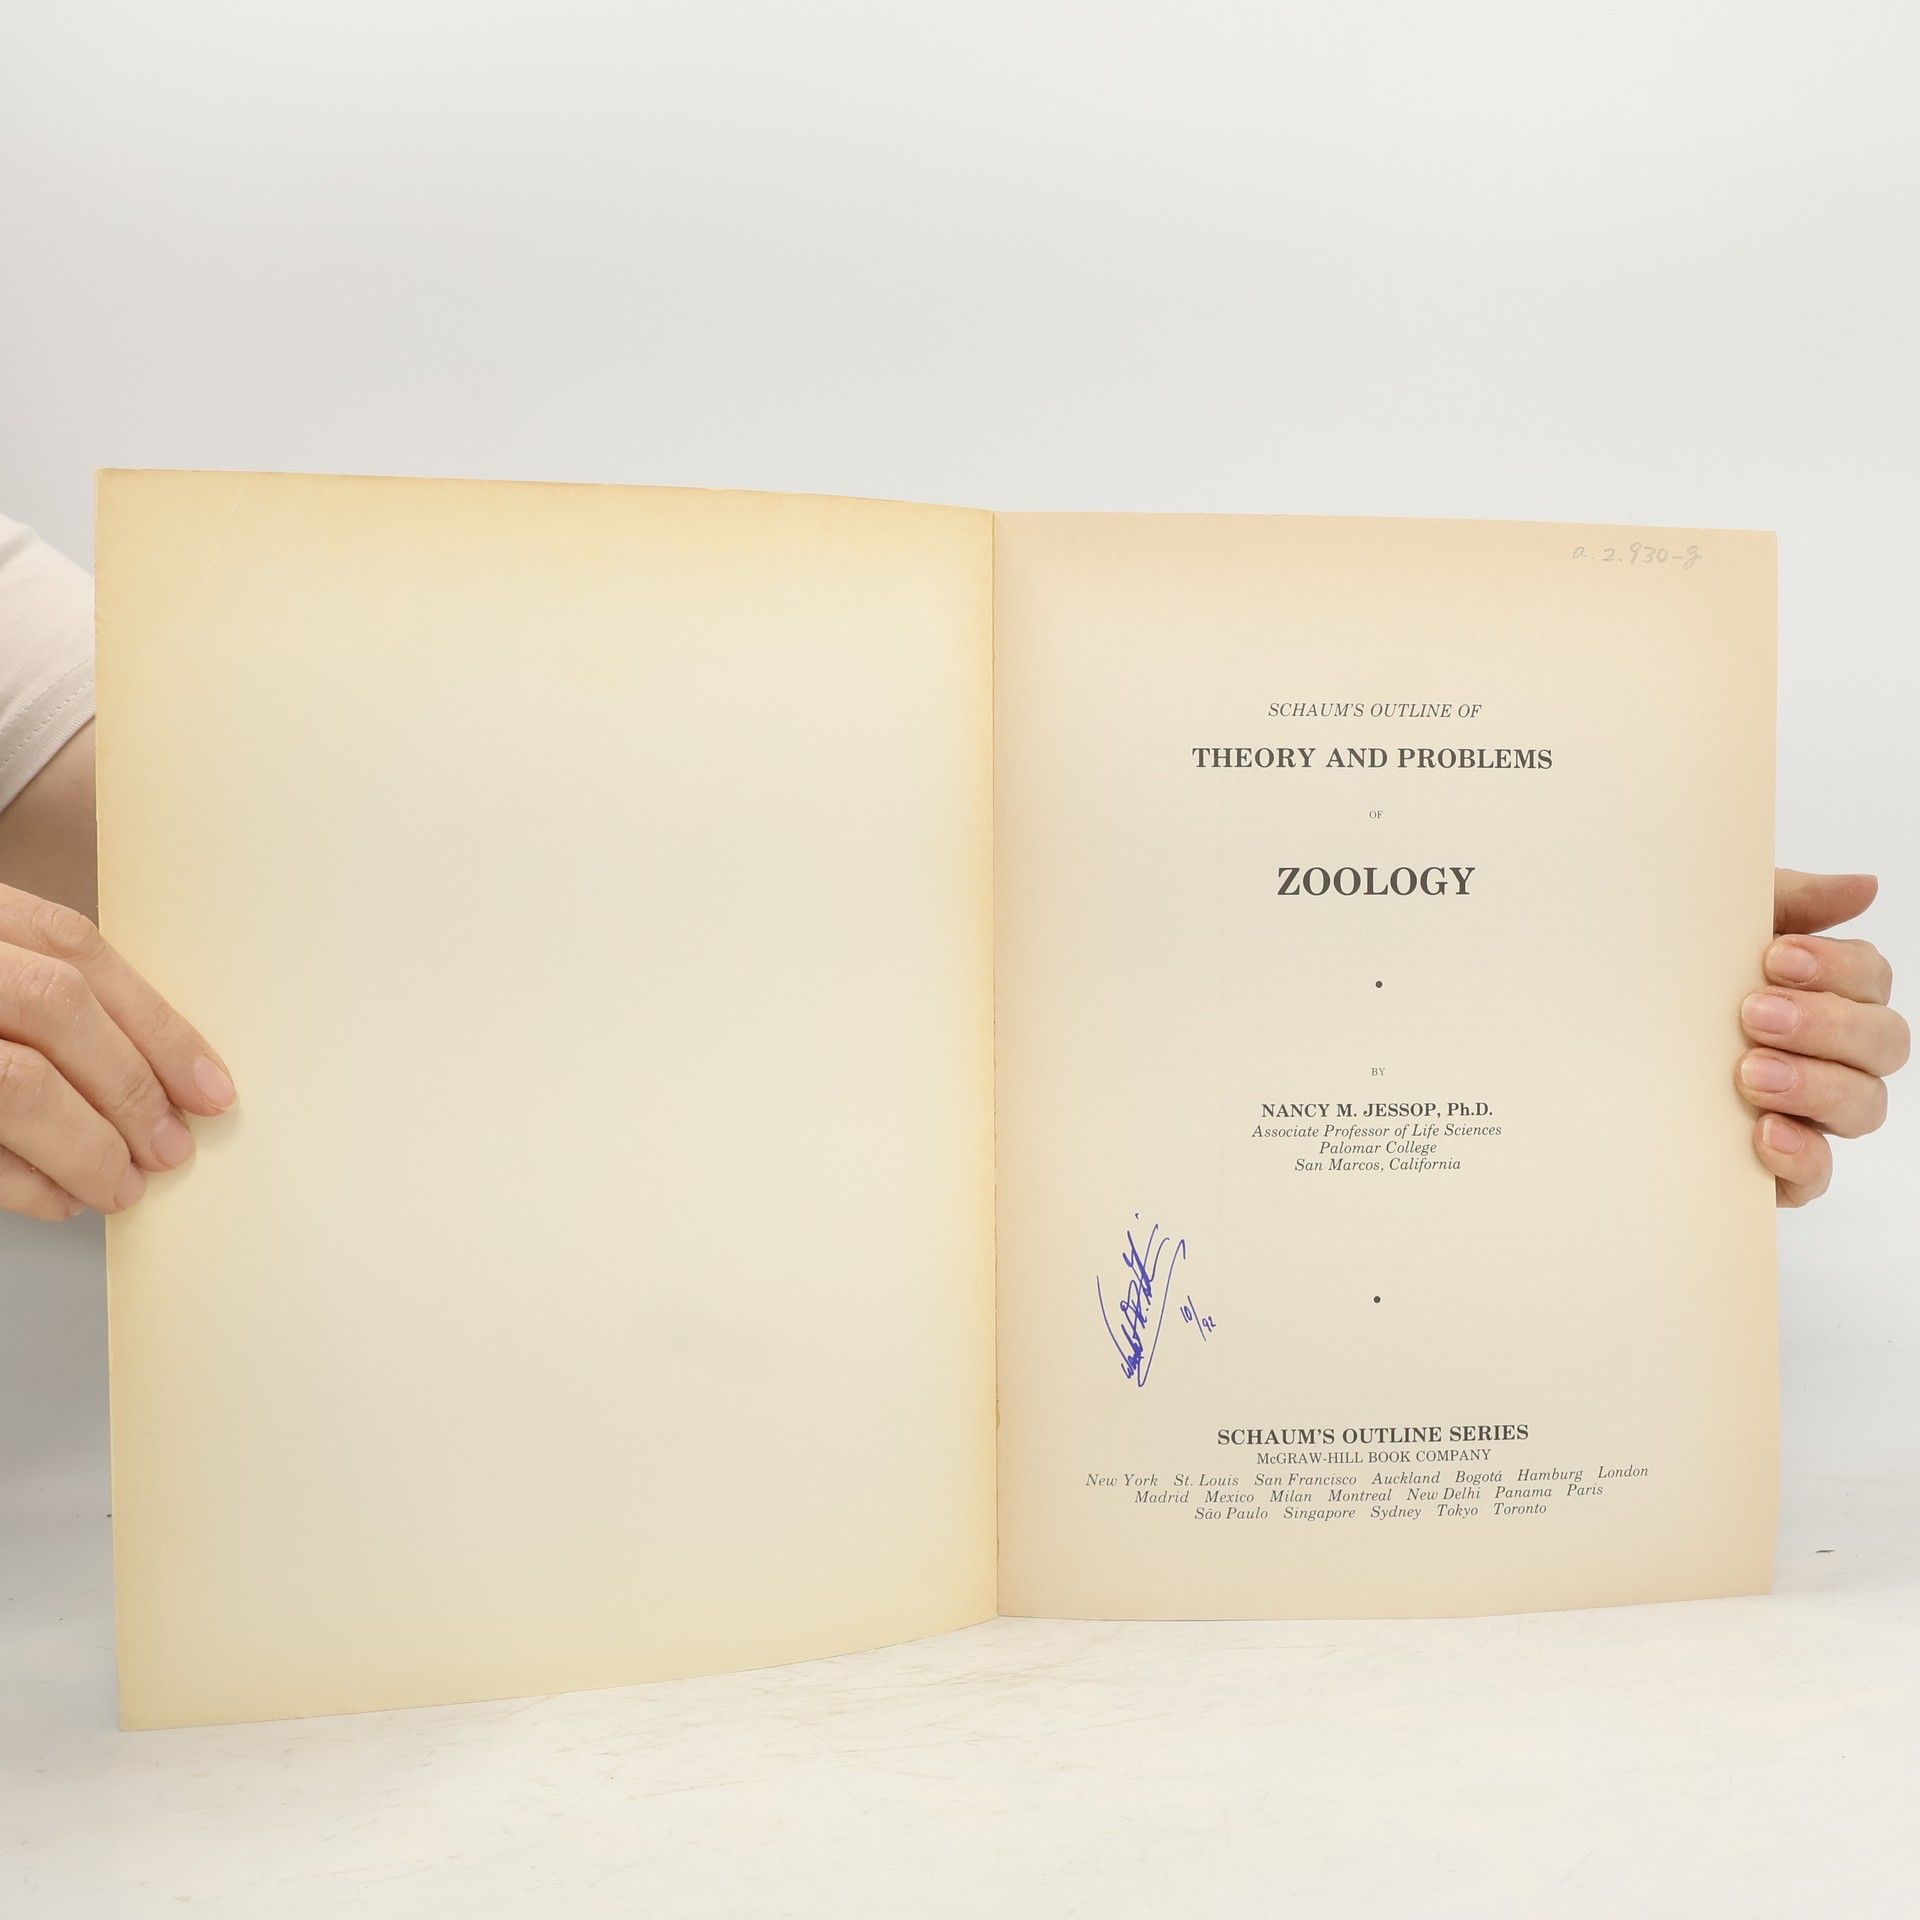 a. 2. 930-g
SCHAUM'S OUTLINE OF
THEORY AND PROBLEMS
OF
ZOOLOGY
•
BY
NANCY M. JESSOP, Ph.D.
Associate Professor of Life Sciences
Palomar College
San Marcos, California
10/92
•
SCHAUM'S OUTLINE SERIES
McGRAW-HILL BOOK COMPANY
New York St. Louis San Francisco Auckland Bogotá Hamburg London
Madrid Mexico Milan Montreal New Delhi Panama Paris
São Paulo Singapore Sydney Tokyo Toronto